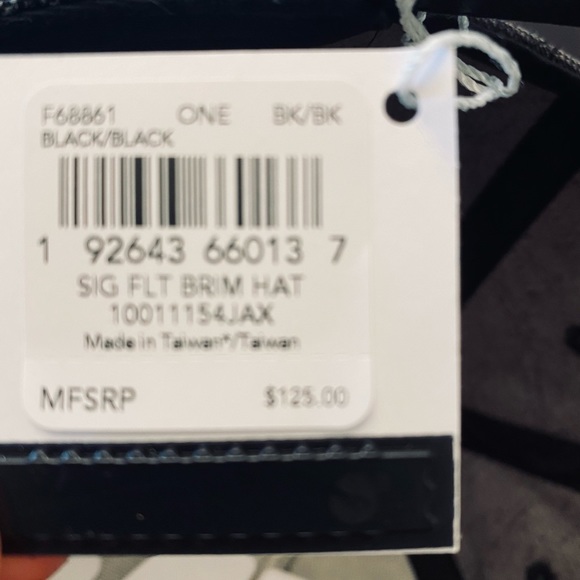 F68861 ONE BK/BK
BLACK/BLACK
1 92643 66013 7
SIG FLT BRIM HAT
10011154JAX
Made in Taiwan*/Taiwan
MFSRP $125.00